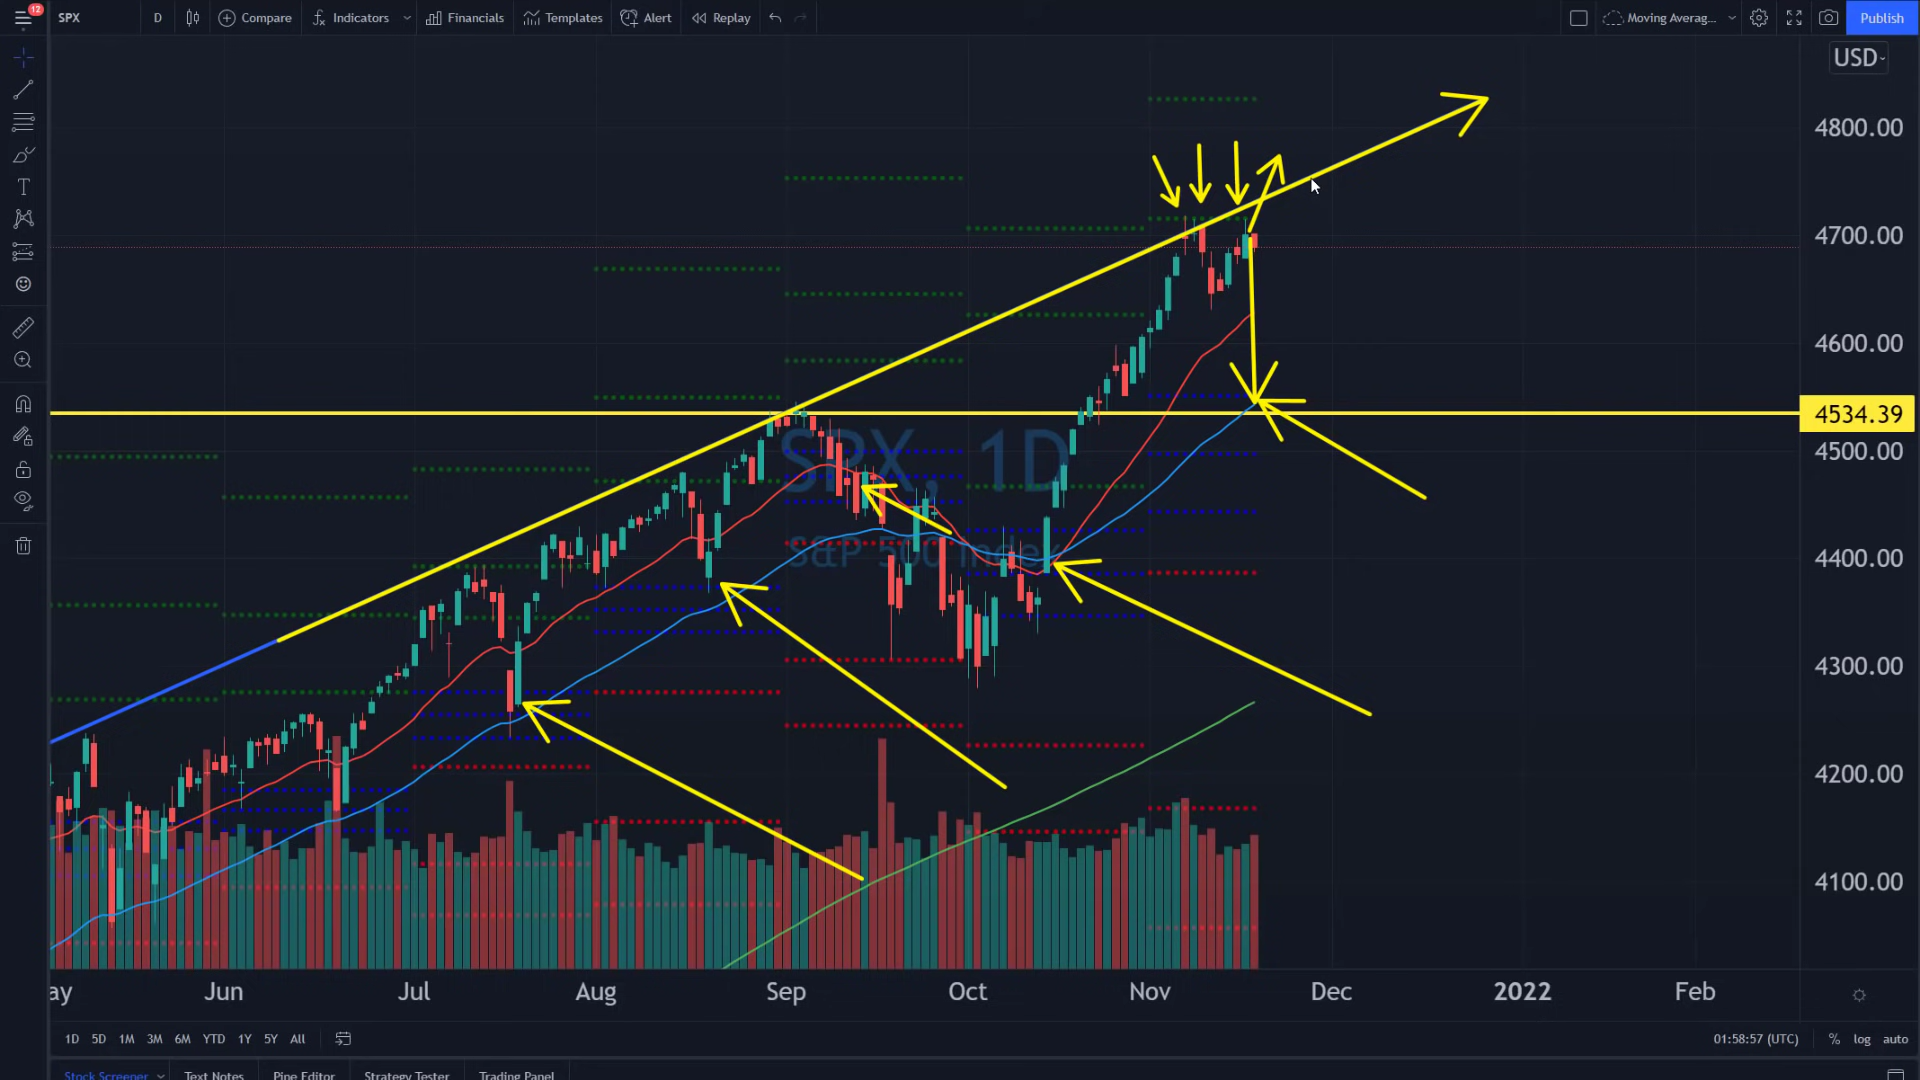 12
SPX D Compare Indicators Financials Templates Alert Replay Moving Averag... Publish
USD
4800.00
4700.00
4600.00
4534.39
4500.00
4400.00
4300.00
4200.00
4100.00
SPX, 1D
S&P 500 Index
ay Jun Jul Aug Sep Oct Nov Dec 2022 Feb
1D 5D 1M 3M 6M YTD 1Y 5Y All 01:58:57 (UTC) % log auto
Stock Screener Text Notes Pine Editor Strategy Tester Trading Panel